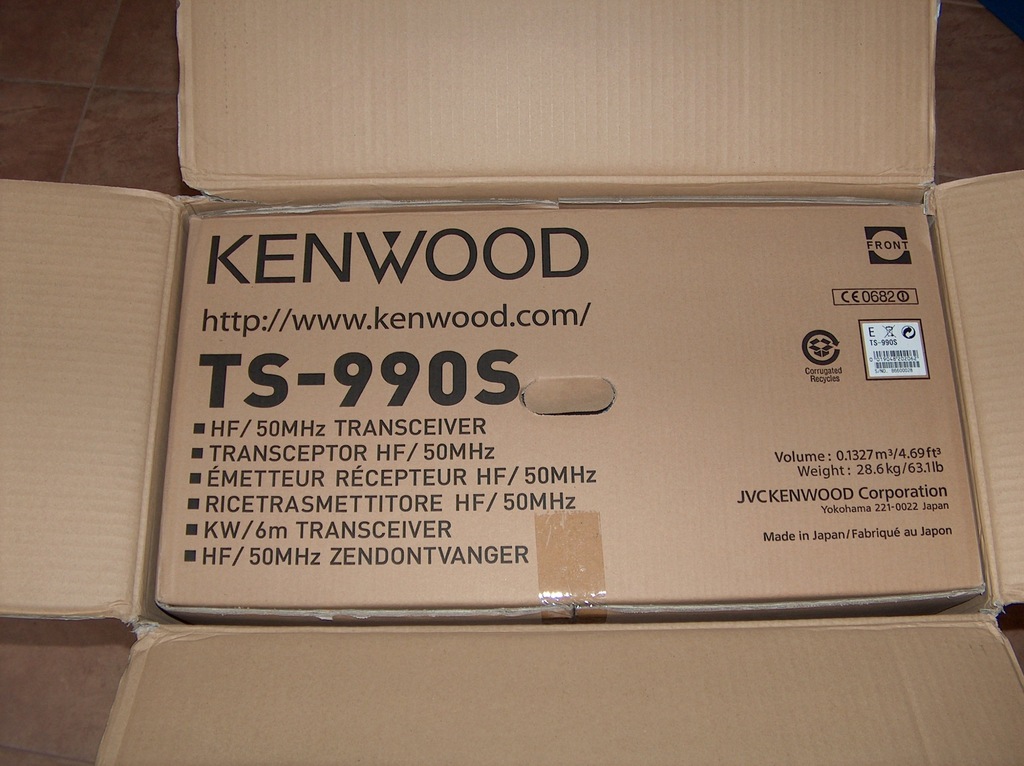 KENWOOD
http://www.kenwood.com/
TS-990S
■ HF/ 50MHz TRANSCEIVER
■ TRANSCEPTOR HF/ 50MHz
■ ÉMETTEUR RÉCEPTEUR HF/ 50MHz
■ RICETRASMETTITORE HF/ 50MHz
■ KW/6m TRANSCEIVER
■ HF/ 50MHz ZENDONTVANGER
FRONT
CE0682
E
TS-990S
Corrugated
Recycles
Volume : 0.1327m³/4.69ft³
Weight : 28.6kg/63.1lb
JVCKENWOOD Corporation
Yokohama 221-0022 Japan
Made in Japan/Fabriqué au Japon